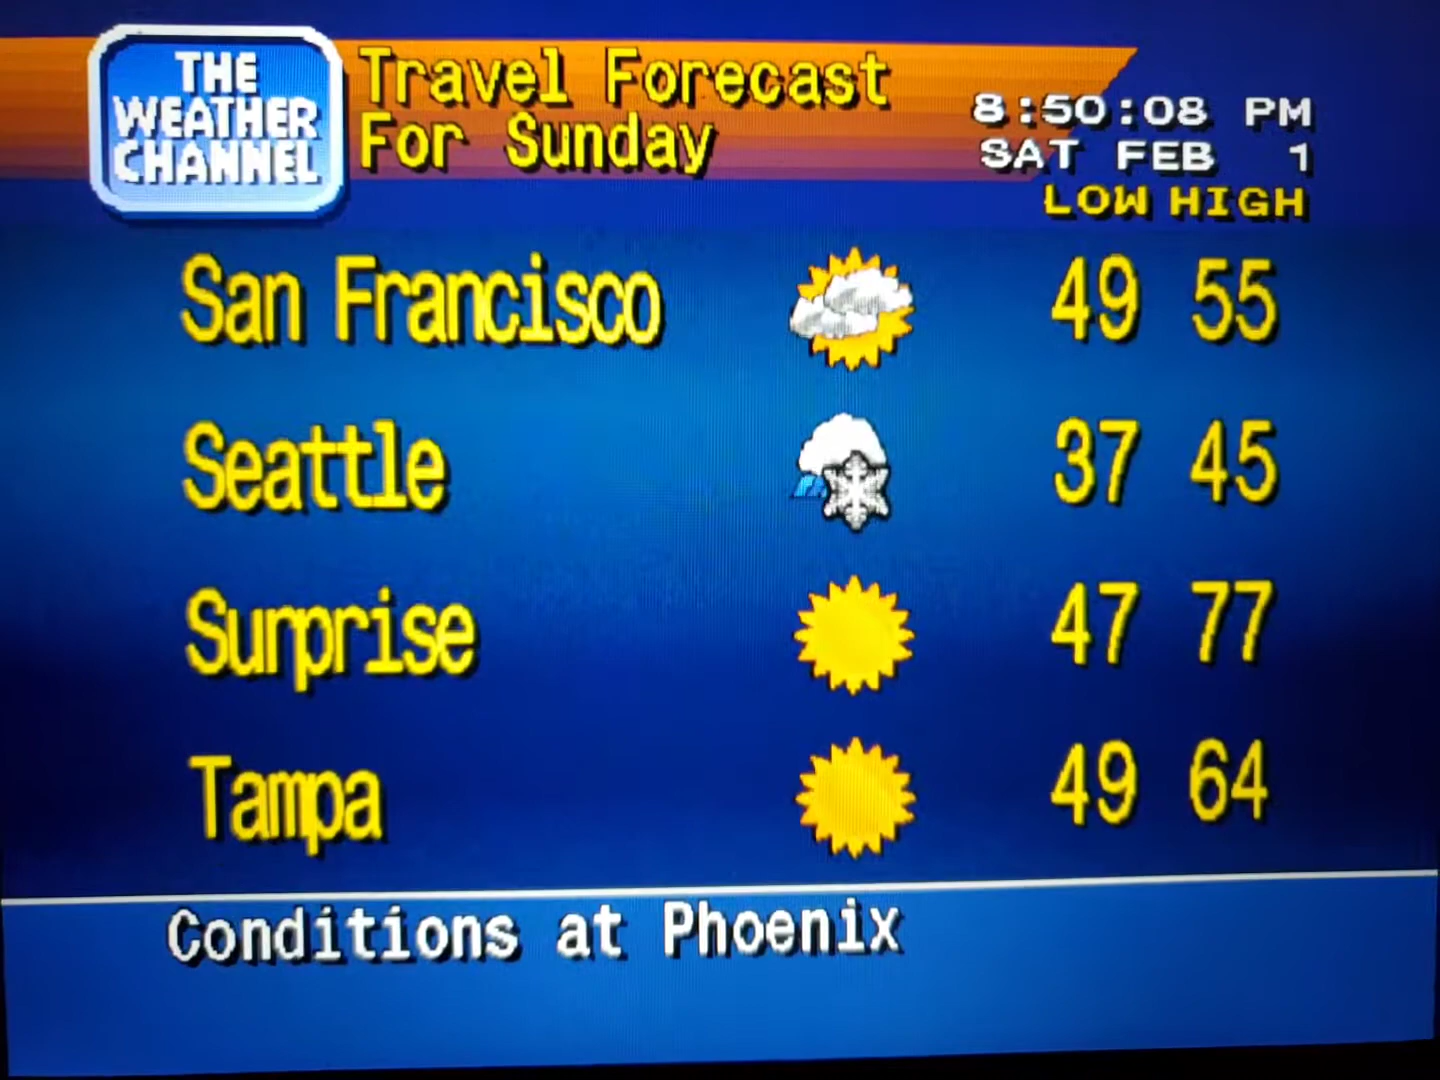 THE
WEATHER
CHANNEL
Travel Forecast
For Sunday
8:50:08 PM
SAT FEB 1
LOW HIGH
San Francisco 49 55
Seattle 37 45
Surprise 47 77
Tampa 49 64
Conditions at Phoenix